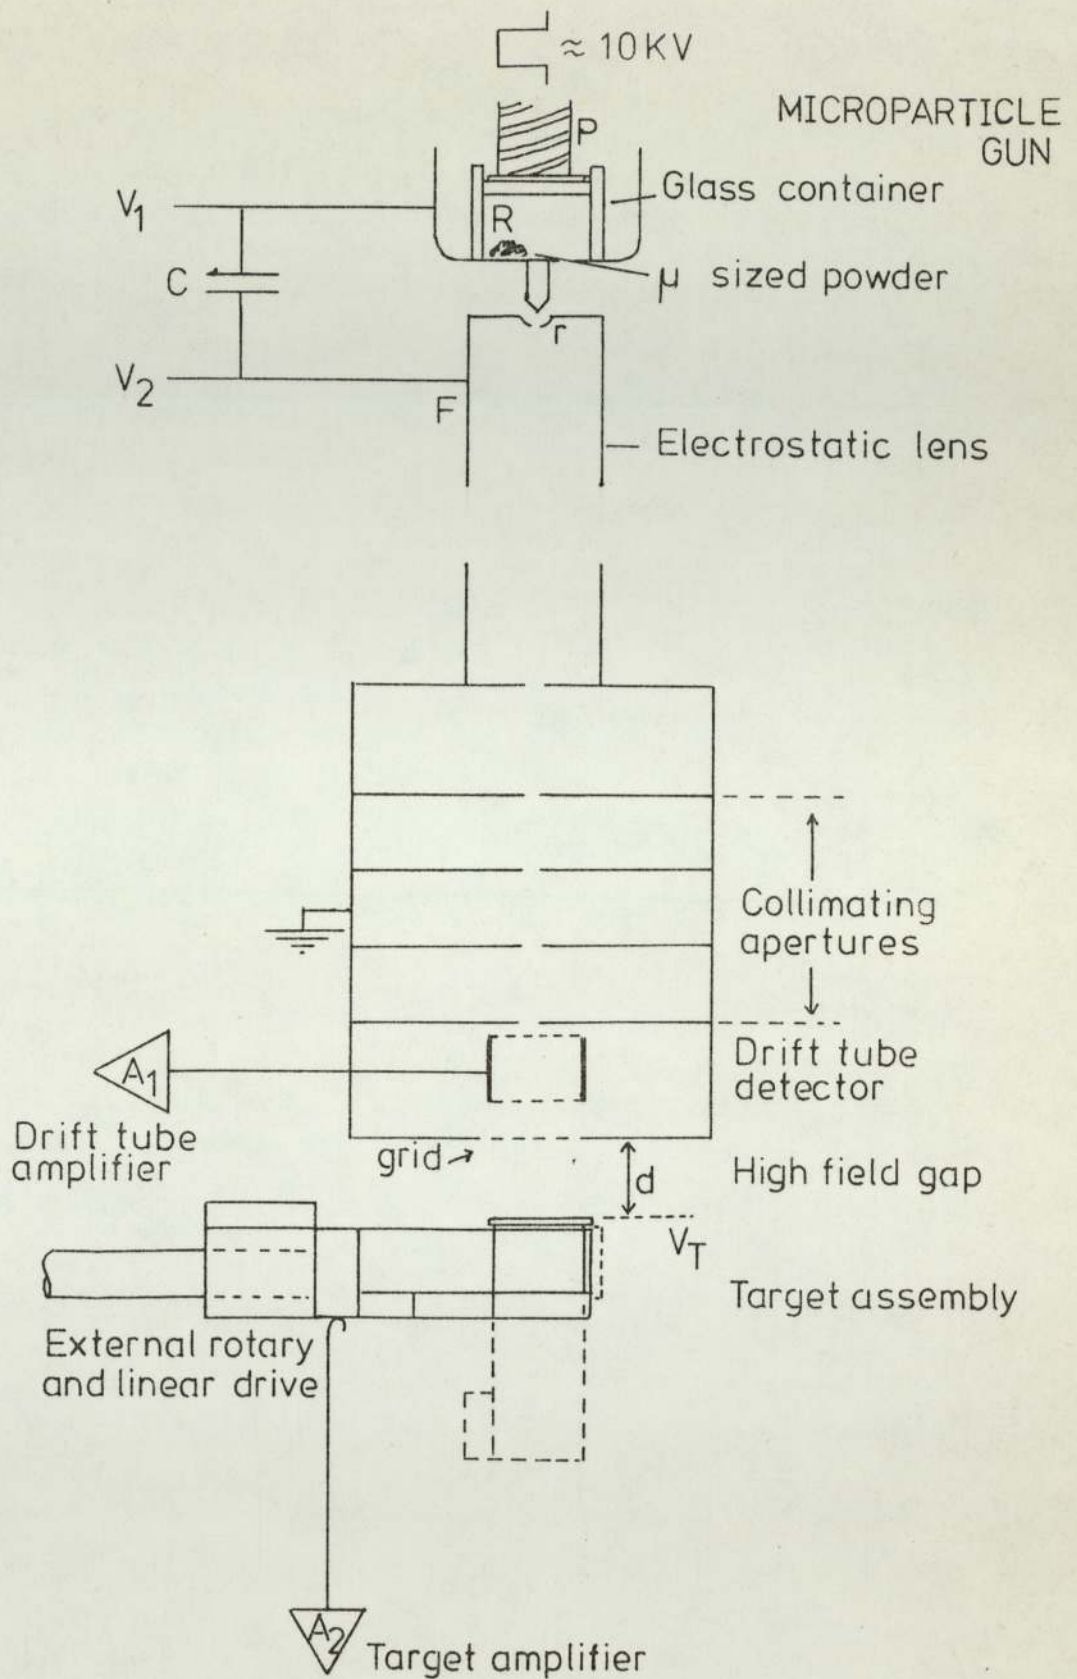 ≈ 10KV
MICROPARTICLE
GUN
P
Glass container
V₁
R
C
μ sized powder
r
V₂
F
Electrostatic lens
Collimating
apertures
A₁
Drift tube
detector
Drift tube
amplifier
grid
d
High field gap
V_T
Target assembly
External rotary
and linear drive
A₂
Target amplifier